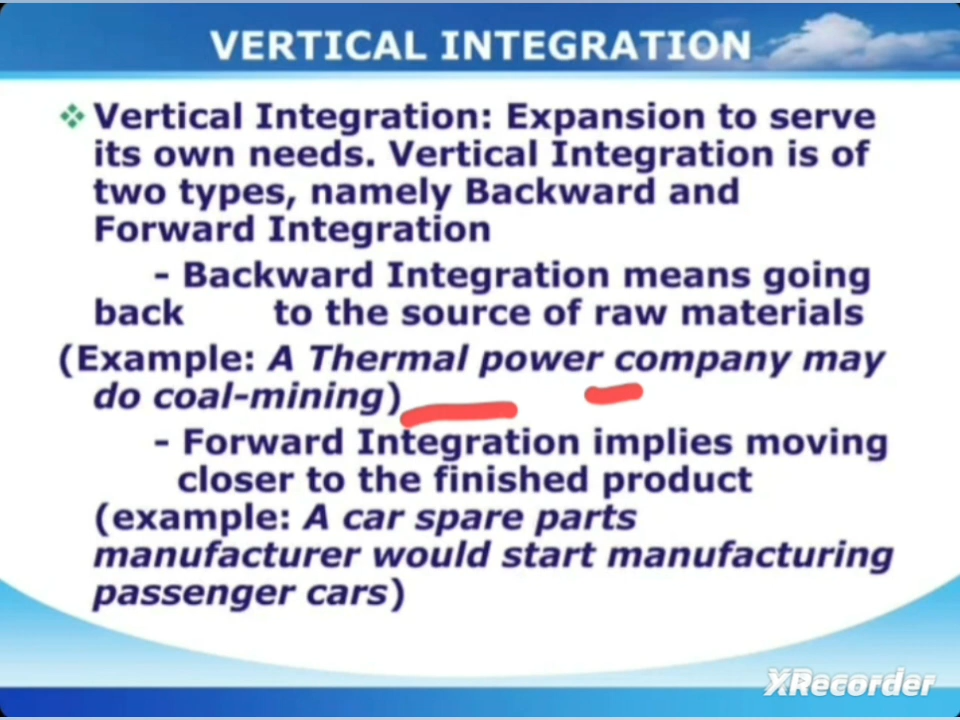 VERTICAL INTEGRATION
Vertical Integration: Expansion to serve
its own needs. Vertical Integration is of
two types, namely Backward and
Forward Integration
- Backward Integration means going
back to the source of raw materials
(Example: A Thermal power company may
do coal-mining)
- Forward Integration implies moving
closer to the finished product
(example: A car spare parts
manufacturer would start manufacturing
passenger cars)
XRecorder